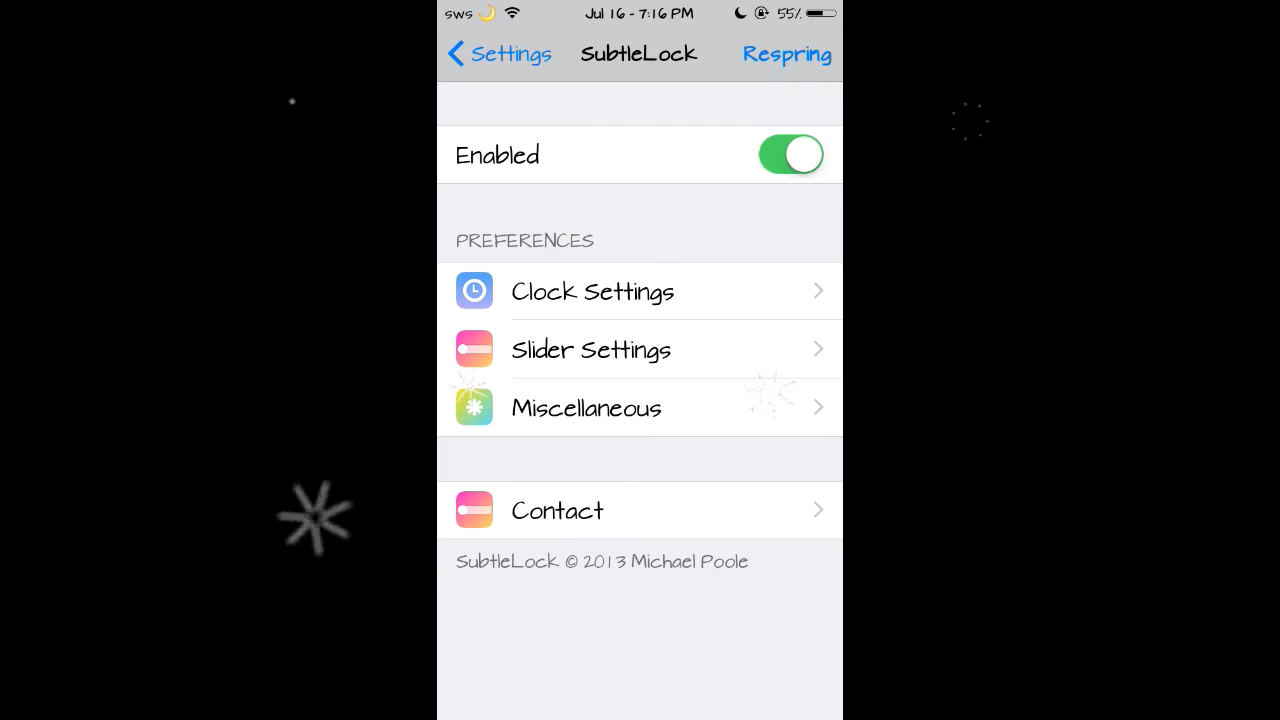 sws🌙 Jul 16 - 7:16 PM 55%
Settings SubtleLock Respring
Enabled
PREFERENCES
Clock Settings
Slider Settings
Miscellaneous
Contact
SubtleLock © 2013 Michael Poole